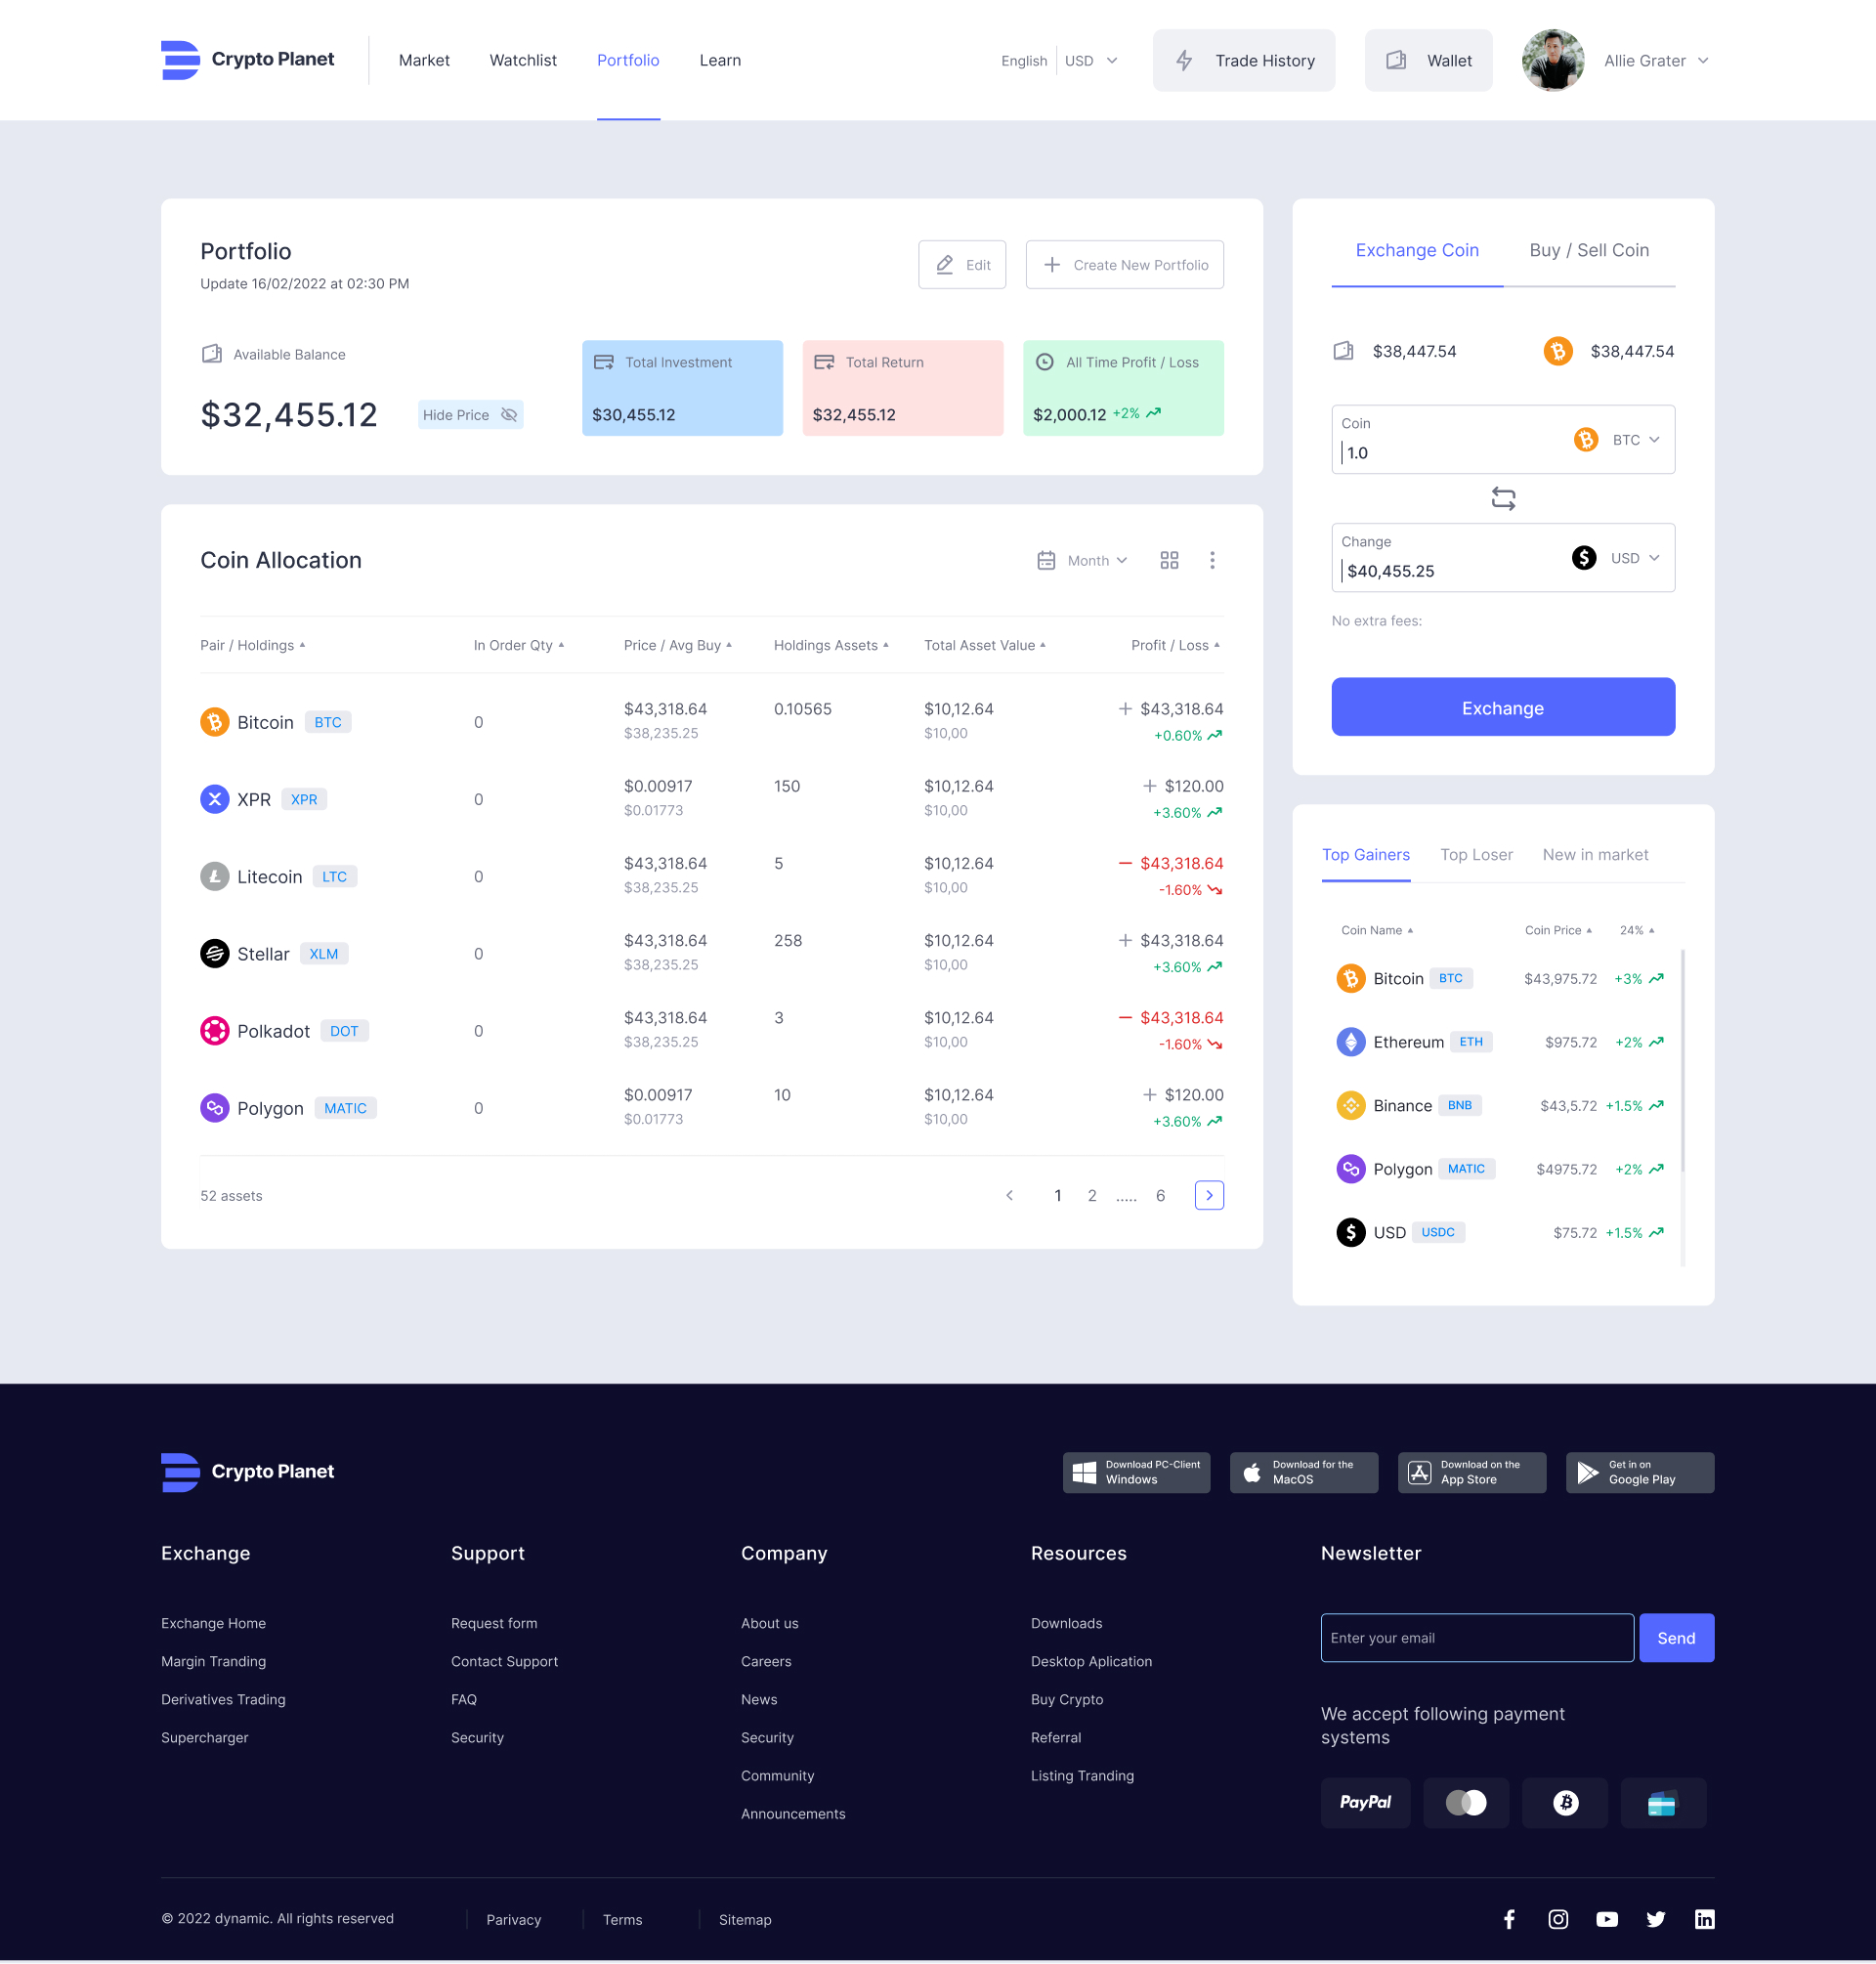 Crypto Planet
Market
Watchlist
Portfolio
Learn
English
USD
Trade History
Wallet
Allie Grater
Portfolio
Update 16/02/2022 at 02:30 PM
Edit
Create New Portfolio
Available Balance
$32,455.12
Hide Price
Total Investment
$30,455.12
Total Return
$32,455.12
All Time Profit / Loss
$2,000.12 +2%
Exchange Coin
Buy / Sell Coin
$38,447.54
$38,447.54
Coin
1.0
BTC
Change
$40,455.25
USD
No extra fees:
Exchange
Coin Allocation
Month
Pair / Holdings
In Order Qty
Price / Avg Buy
Holdings Assets
Total Asset Value
Profit / Loss
Bitcoin BTC 0 $43,318.64 0.10565 $10,12.64 $43,318.64
$38,235.25 $10,00 +0.60%
XPR XPR 0 $0.00917 150 $10,12.64 $120.00
$0.01773 $10,00 +3.60%
Litecoin LTC 0 $43,318.64 5 $10,12.64 $43,318.64
$38,235.25 $10,00 -1.60%
Stellar XLM 0 $43,318.64 258 $10,12.64 $43,318.64
$38,235.25 $10,00 +3.60%
Polkadot DOT 0 $43,318.64 3 $10,12.64 $43,318.64
$38,235.25 $10,00 -1.60%
Polygon MATIC 0 $0.00917 10 $10,12.64 $120.00
$0.01773 $10,00 +3.60%
52 assets
1 2 ..... 6
Top Gainers
Top Loser
New in market
Coin Name
Coin Price
24%
Bitcoin BTC $43,975.72 +3%
Ethereum ETH $975.72 +2%
Binance BNB $43,5.72 +1.5%
Polygon MATIC $4975.72 +2%
USD USDC $75.72 +1.5%
Crypto Planet
Download PC-Client
Windows
Download for the
MacOS
Download on the
App Store
Get in on
Google Play
Exchange
Exchange Home
Margin Tranding
Derivatives Trading
Supercharger
Support
Request form
Contact Support
FAQ
Security
Company
About us
Careers
News
Security
Community
Announcements
Resources
Downloads
Desktop Aplication
Buy Crypto
Referral
Listing Tranding
Newsletter
Enter your email
Send
We accept following payment
systems
PayPal
© 2022 dynamic. All rights reserved
Parivacy
Terms
Sitemap